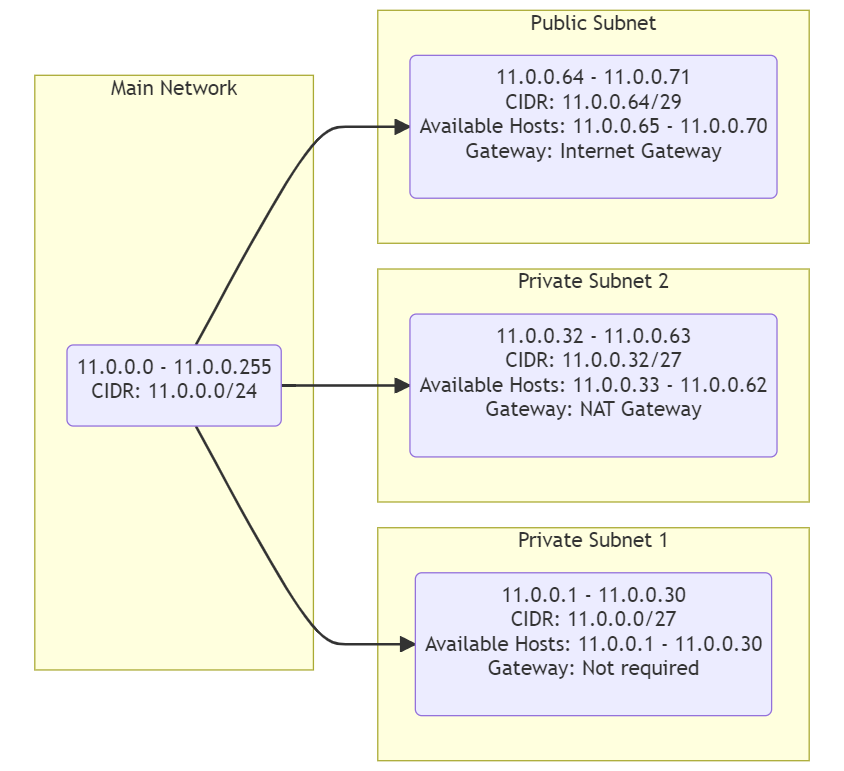 Main Network
11.0.0.0 - 11.0.0.255
CIDR: 11.0.0.0/24
Public Subnet
11.0.0.64 - 11.0.0.71
CIDR: 11.0.0.64/29
Available Hosts: 11.0.0.65 - 11.0.0.70
Gateway: Internet Gateway
Private Subnet 2
11.0.0.32 - 11.0.0.63
CIDR: 11.0.0.32/27
Available Hosts: 11.0.0.33 - 11.0.0.62
Gateway: NAT Gateway
Private Subnet 1
11.0.0.1 - 11.0.0.30
CIDR: 11.0.0.0/27
Available Hosts: 11.0.0.1 - 11.0.0.30
Gateway: Not required